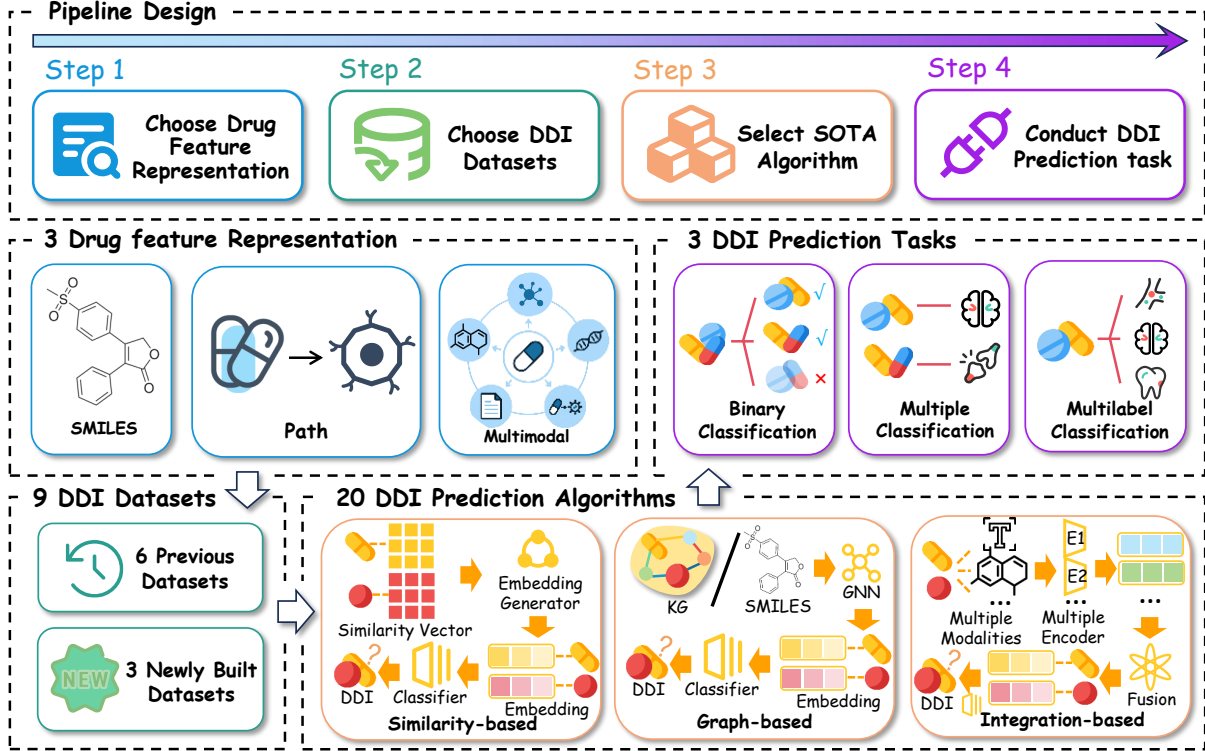 Pipeline Design
Step 1
Step 2
Step 3
Step 4
Choose Drug
Feature
Representation
Choose DDI
Datasets
Select SOTA
Algorithm
Conduct DDI
Prediction task
3 Drug feature Representation
3 DDI Prediction Tasks
O
S
O
O
O
SMILES
Path
Multimodal
√
√
×
Binary
Classification
Multiple
Classification
Multilabel
Classification
9 DDI Datasets
20 DDI Prediction Algorithms
6 Previous
Datasets
NEW
3 Newly Built
Datasets
Similarity Vector
Embedding
Generator
?
DDI
Classifier
Embedding
Similarity-based
KG
O
S
O
O
O
SMILES
GNN
?
DDI
Classifier
Embedding
Graph-based
T
...
Multiple
Modalities
E1
E2
...
Multiple
Encoder
...
?
DDI
Fusion
Integration-based